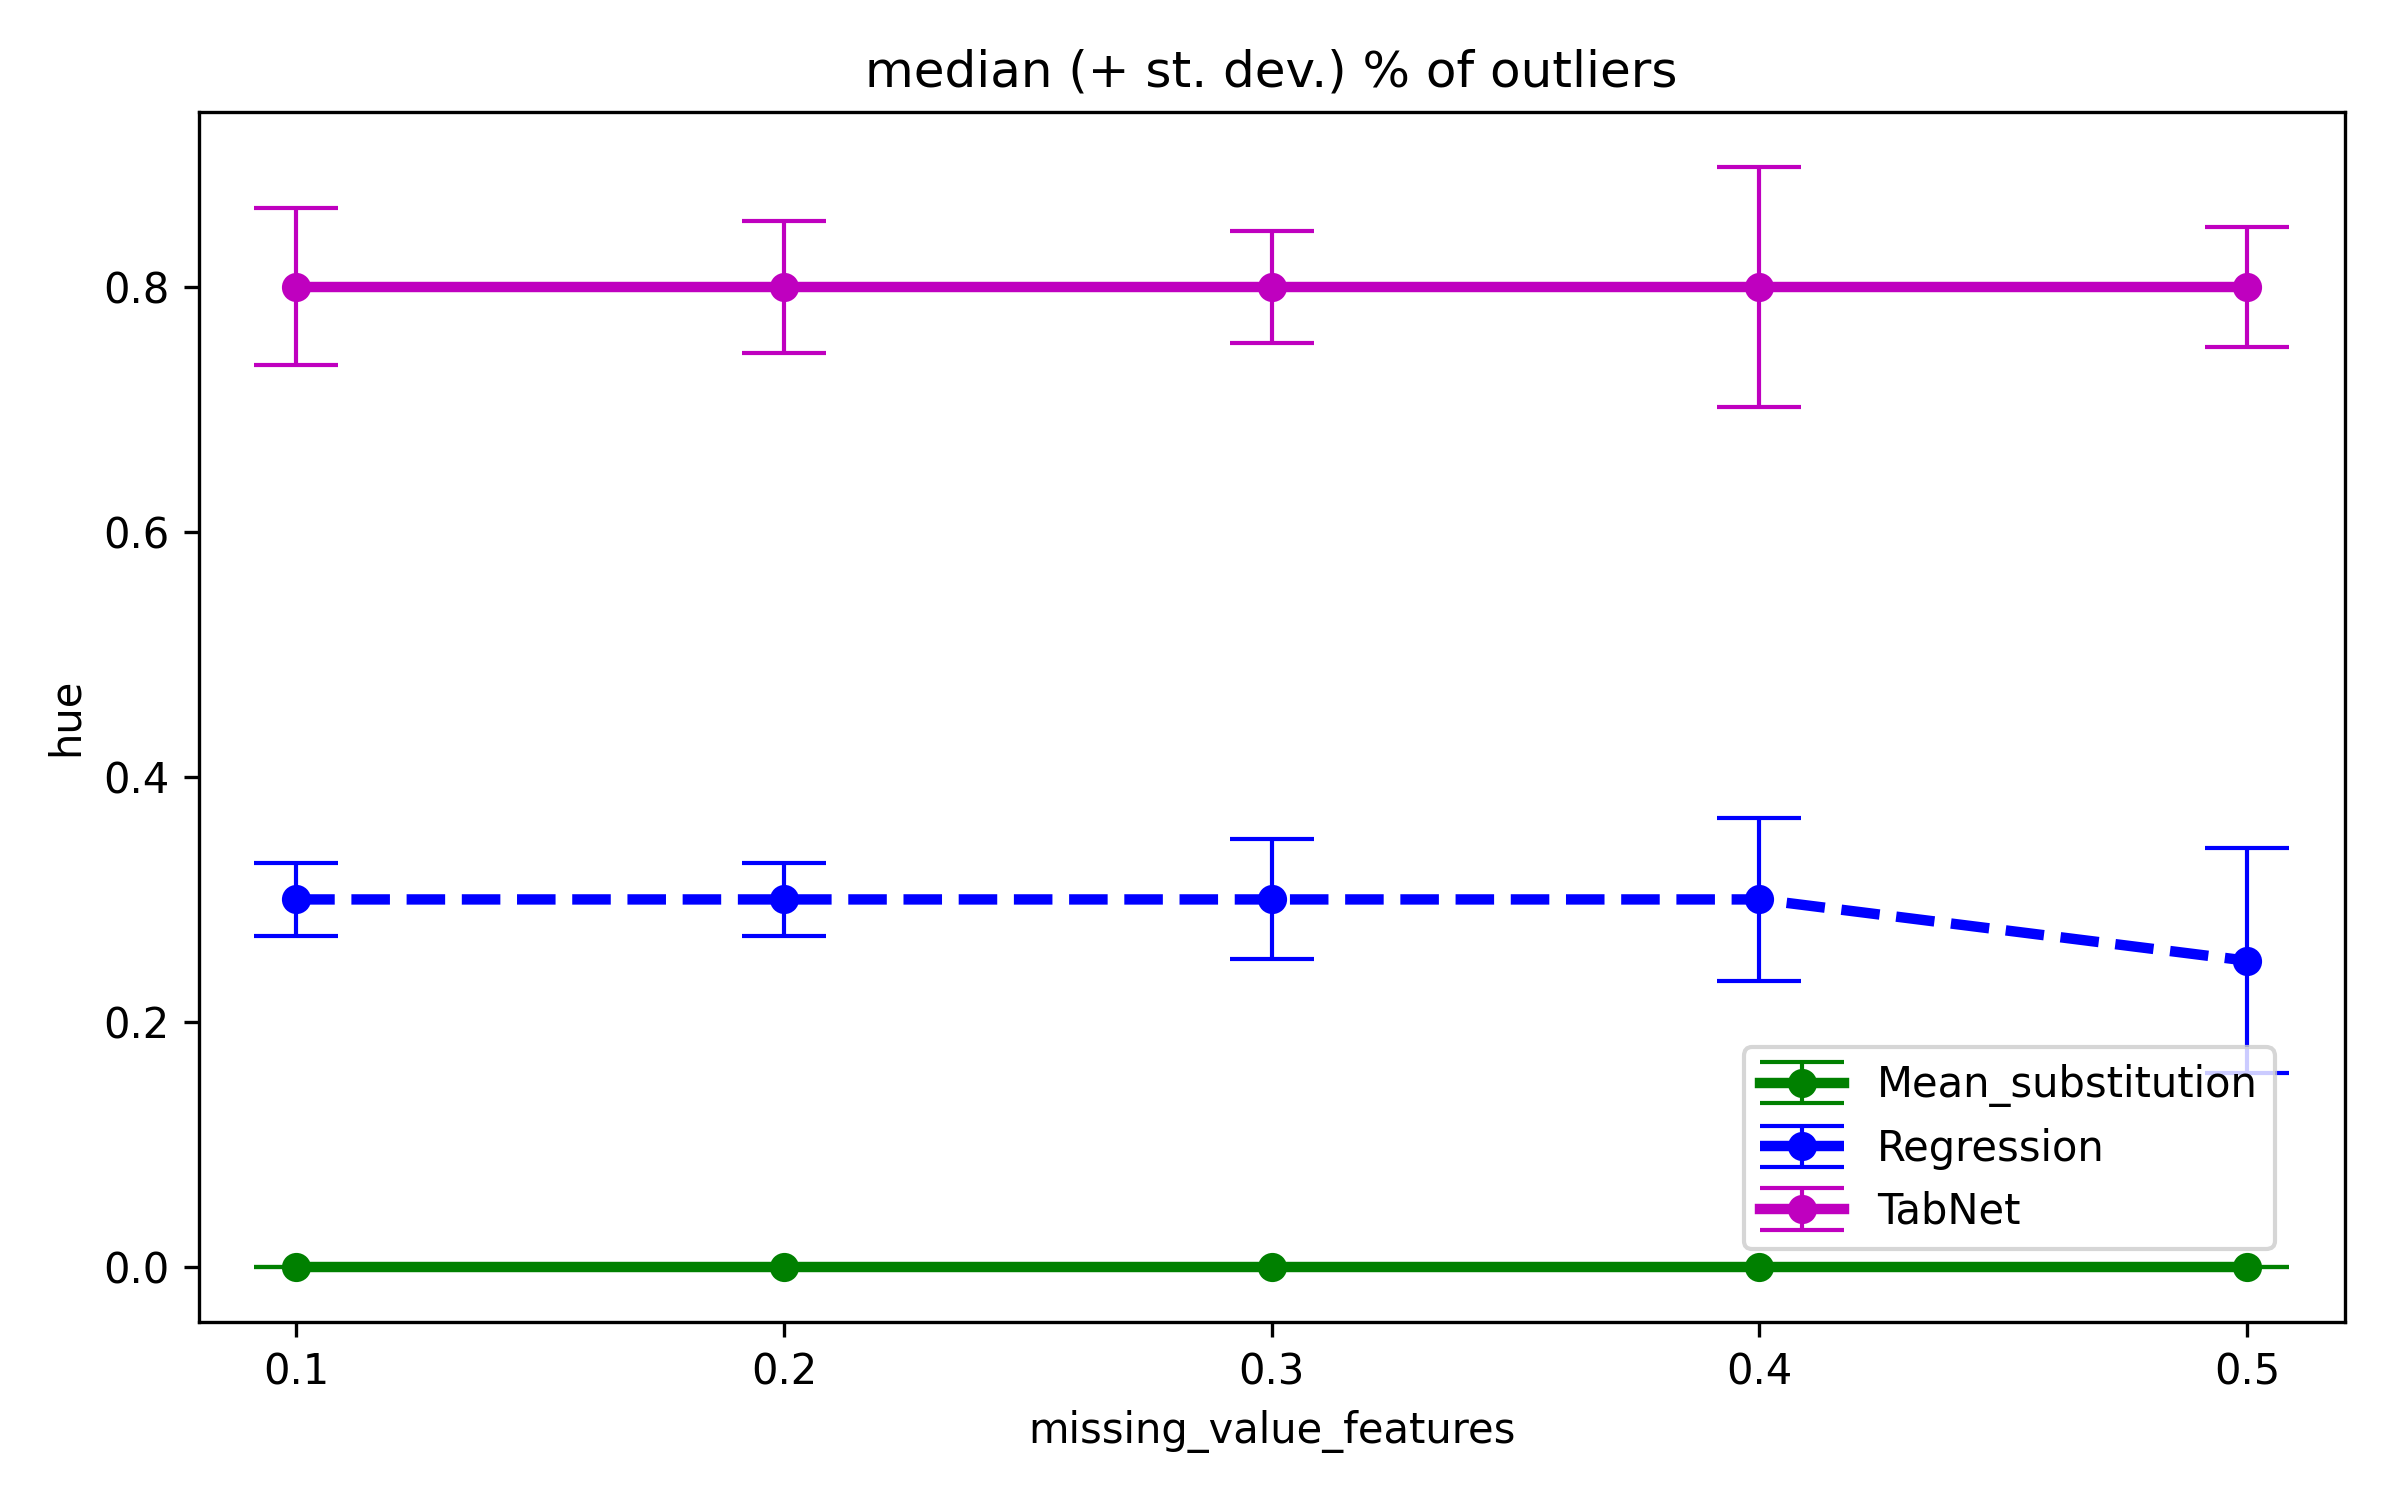 median (+ st. dev.) % of outliers
hue
0.8
0.6
0.4
0.2
0.0
0.1 0.2 0.3 0.4 0.5
missing_value_features
Mean_substitution
Regression
TabNet